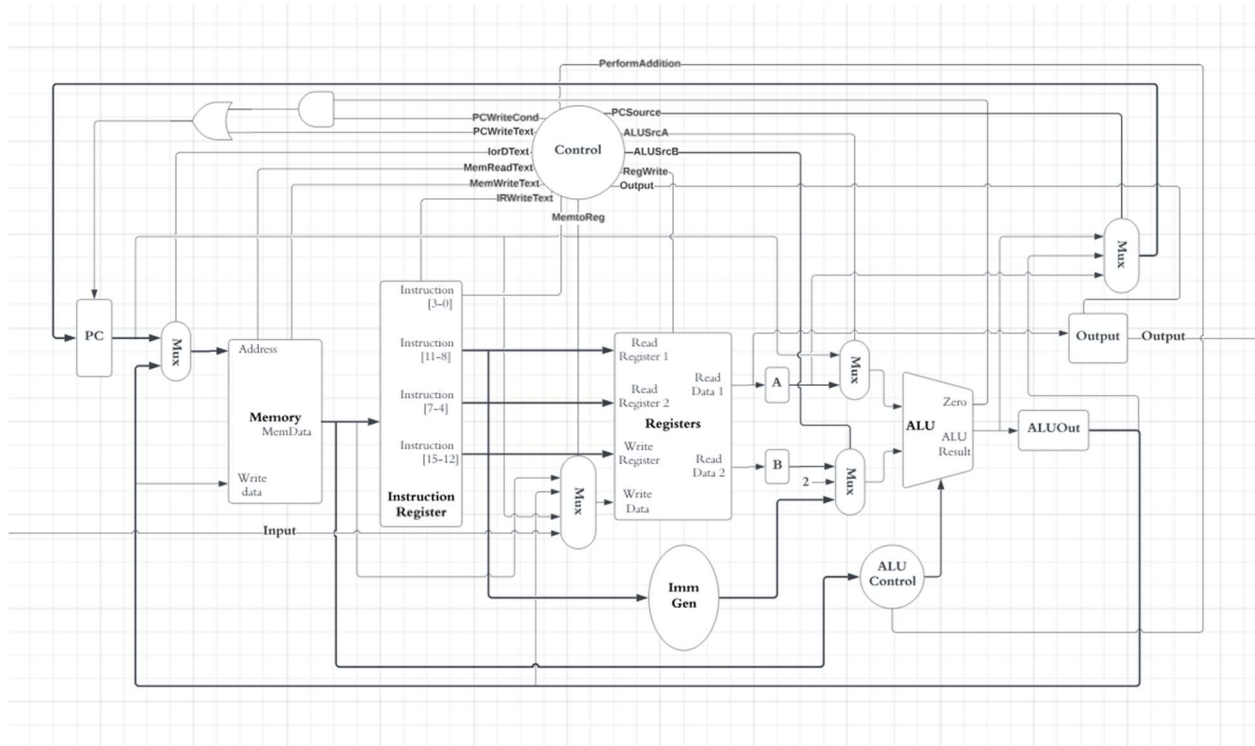 PerformAddition
PCWriteCond
PCSource
PCWriteText
ALUSrcA
Control
IorDText
ALUSrcB
MemReadText
RegWrite
MemWriteText
Output
IRWriteText
MemtoReg
Mux
Instruction
[3-0]
PC
Mux
Address
Instruction
[11-8]
Read
Register 1
Mux
Output
Output
Instruction
[7-4]
Read
Register 2
Read
Data 1
A
Memory
MemData
Registers
ALU
Zero
ALU
Result
ALUOut
Instruction
[15-12]
Write
Register
Read
Data 2
B
2
Mux
Write
data
Instruction
Register
Mux
Write
Data
Input
Imm
Gen
ALU
Control